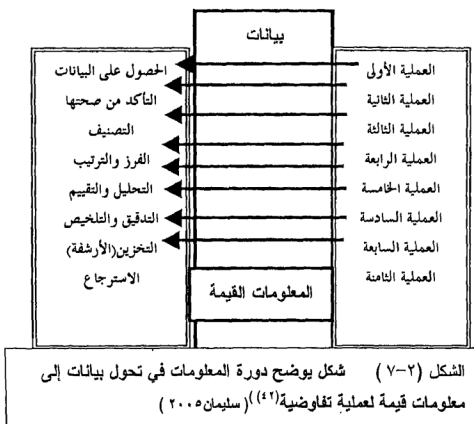 بيانات
العملية الأولى
الحصول على البيانات
العملية الثانية
التأكد من صحتها
العملية الثالثة
التصنيف
العملية الرابعة
الفرز والترتيب
العملية الخامسة
التحليل والتقييم
العملية السادسة
التدقيق والتلخيص
العملية السابعة
التخزين(الأرشفة)
العملية الثامنة
الاسترجاع
المعلومات القيمة
الشكل (٢-٧) شكل يوضح دورة المعلومات في تحول بيانات إلى
معلومات قيمة لعملية تفاوضية(٤٢)(( سليمان٢٠٠٥ )